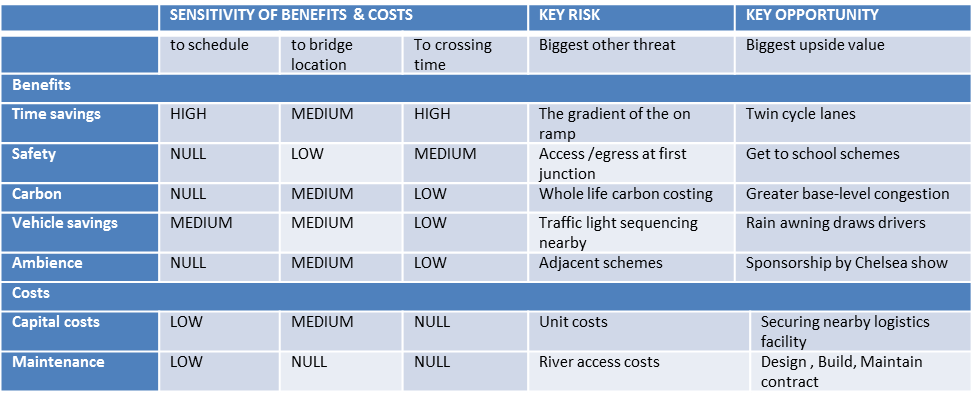 SENSITIVITY OF BENEFITS & COSTS KEY RISK KEY OPPORTUNITY
to schedule to bridge location To crossing time Biggest other threat Biggest upside value
Benefits
Time savings HIGH MEDIUM HIGH The gradient of the on ramp Twin cycle lanes
Safety NULL LOW MEDIUM Access /egress at first junction Get to school schemes
Carbon NULL MEDIUM LOW Whole life carbon costing Greater base-level congestion
Vehicle savings MEDIUM MEDIUM LOW Traffic light sequencing nearby Rain awning draws drivers
Ambience NULL MEDIUM LOW Adjacent schemes Sponsorship by Chelsea show
Costs
Capital costs LOW MEDIUM NULL Unit costs Securing nearby logistics facility
Maintenance LOW NULL NULL River access costs Design , Build, Maintain contract